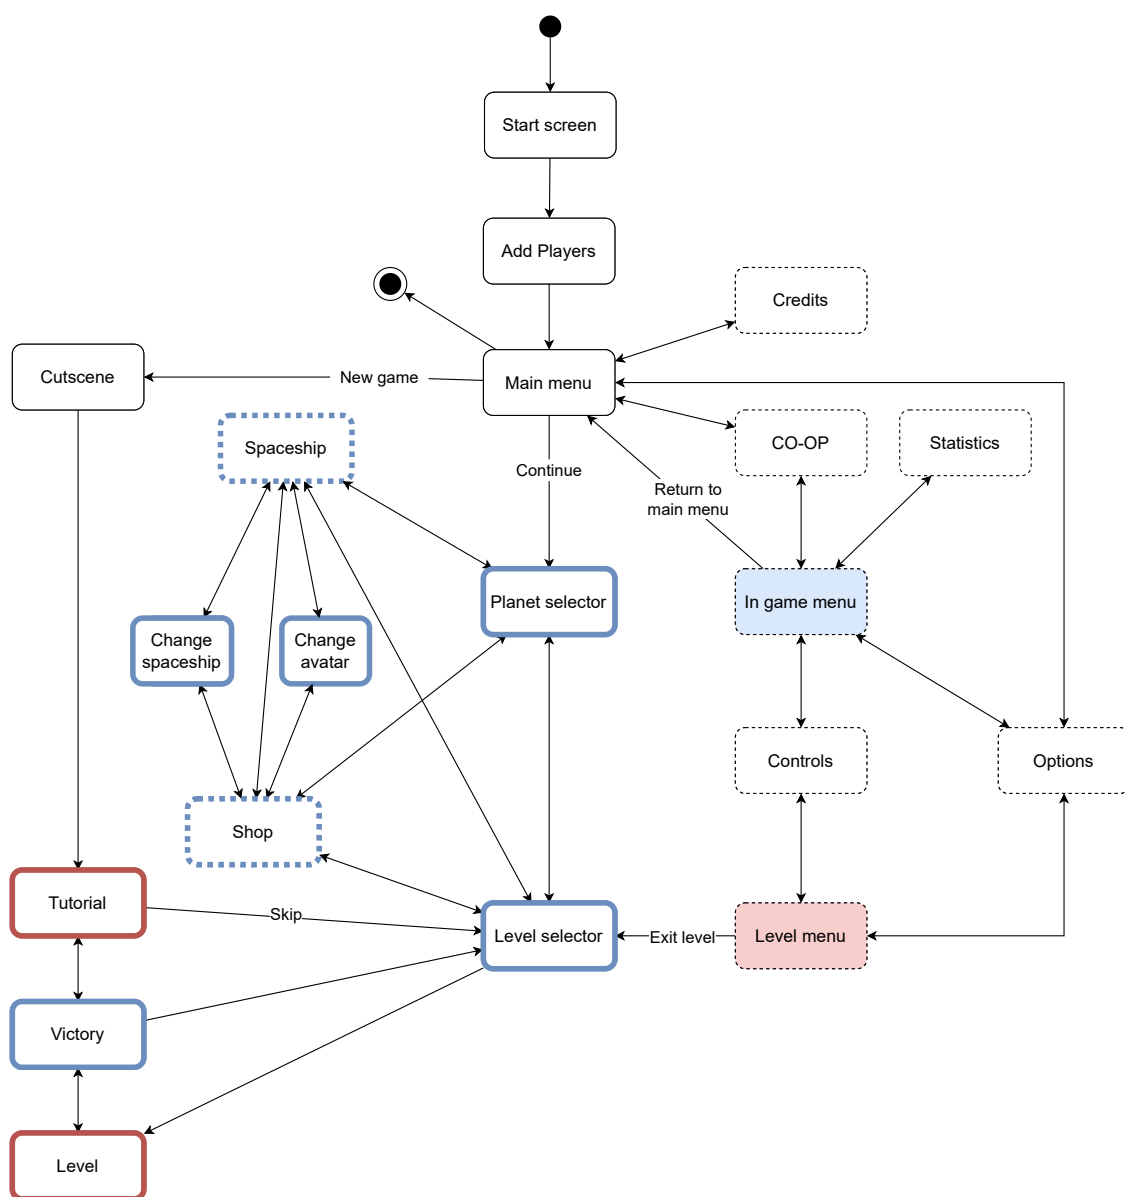 Start screen
Add Players
Credits
Cutscene
New game
Main menu
Spaceship
Continue
CO-OP
Statistics
Return to
main menu
Planet selector
In game menu
Change
spaceship
Change
avatar
Controls
Options
Shop
Tutorial
Skip
Level selector
Exit level
Level menu
Victory
Level